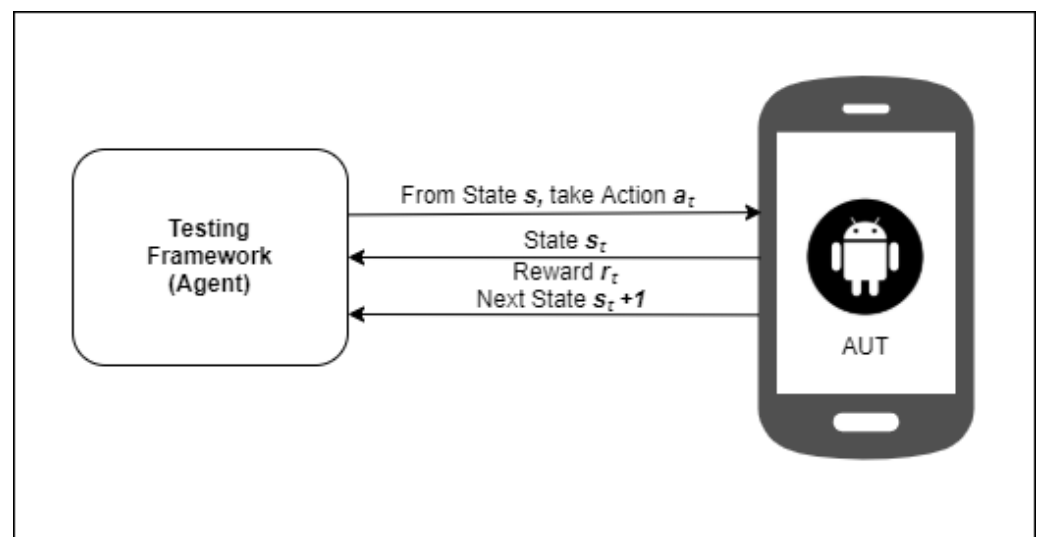 From State s, take Action aτ
State sτ
Reward rτ
Next State sτ +1
Testing
Framework
(Agent)
AUT